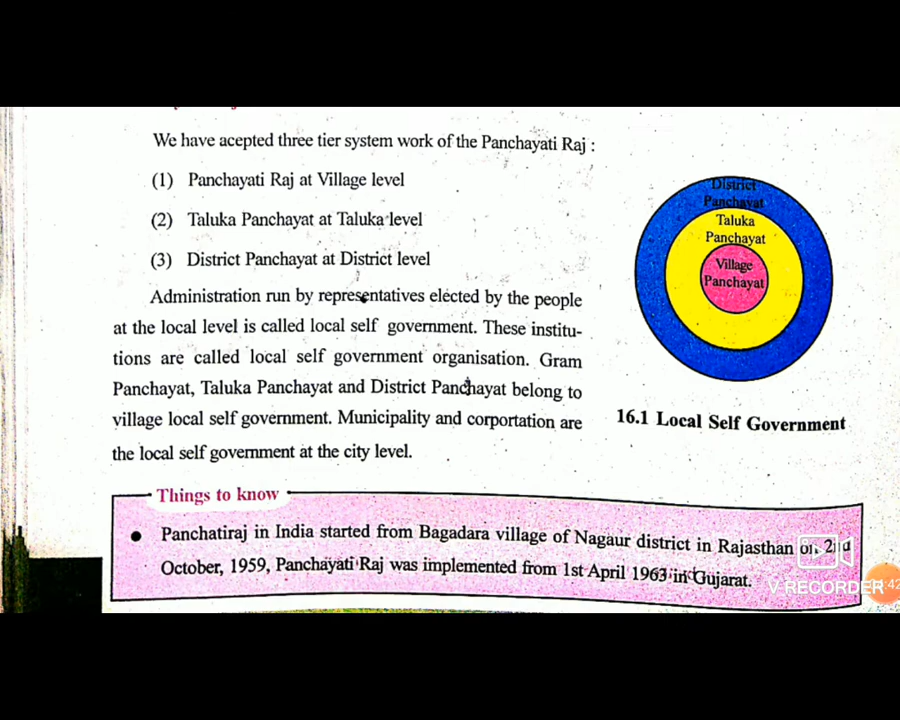 We have acepted three tier system work of the Panchayati Raj :
(1) Panchayati Raj at Village level
(2) Taluka Panchayat at Taluka level
(3) District Panchayat at District level
Administration run by representatives elected by the people
at the local level is called local self government. These institu-
tions are called local self government organisation. Gram
Panchayat, Taluka Panchayat and District Panchayat belong to
village local self government. Municipality and corportation are
the local self government at the city level.
District
Panchayat
Taluka
Panchayat
Village
Panchayat
16.1 Local Self Government
Things to know
● Panchatiraj in India started from Bagadara village of Nagaur district in Rajasthan on 2nd
October, 1959, Panchayati Raj was implemented from 1st April 1963 in Gujarat.
V RECORDER